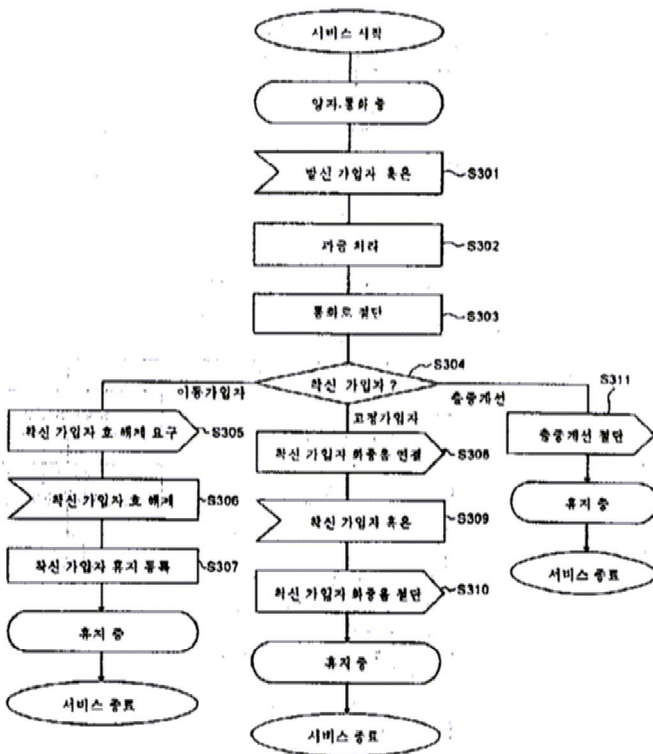 서비스 시작
양자·통화 중
발신 가입자 혹은
S301
과금 처리
S302
통화로 절단
S303
S304
착신 가입자 ?
이동가입자
고정가입자
출중계선
S311
착신 가입자 호 해제 요구
S305
착신 가입자 화중음 연결
S308
출중계선 절단
착신 가입자 호 해제
S306
착신 가입자 혹은
S309
휴지 중
착신 가입자 휴지 등록
S307
착신 가입자 화중음 절단
S310
서비스 종료
휴지 중
휴지 중
서비스 종료
서비스 종료